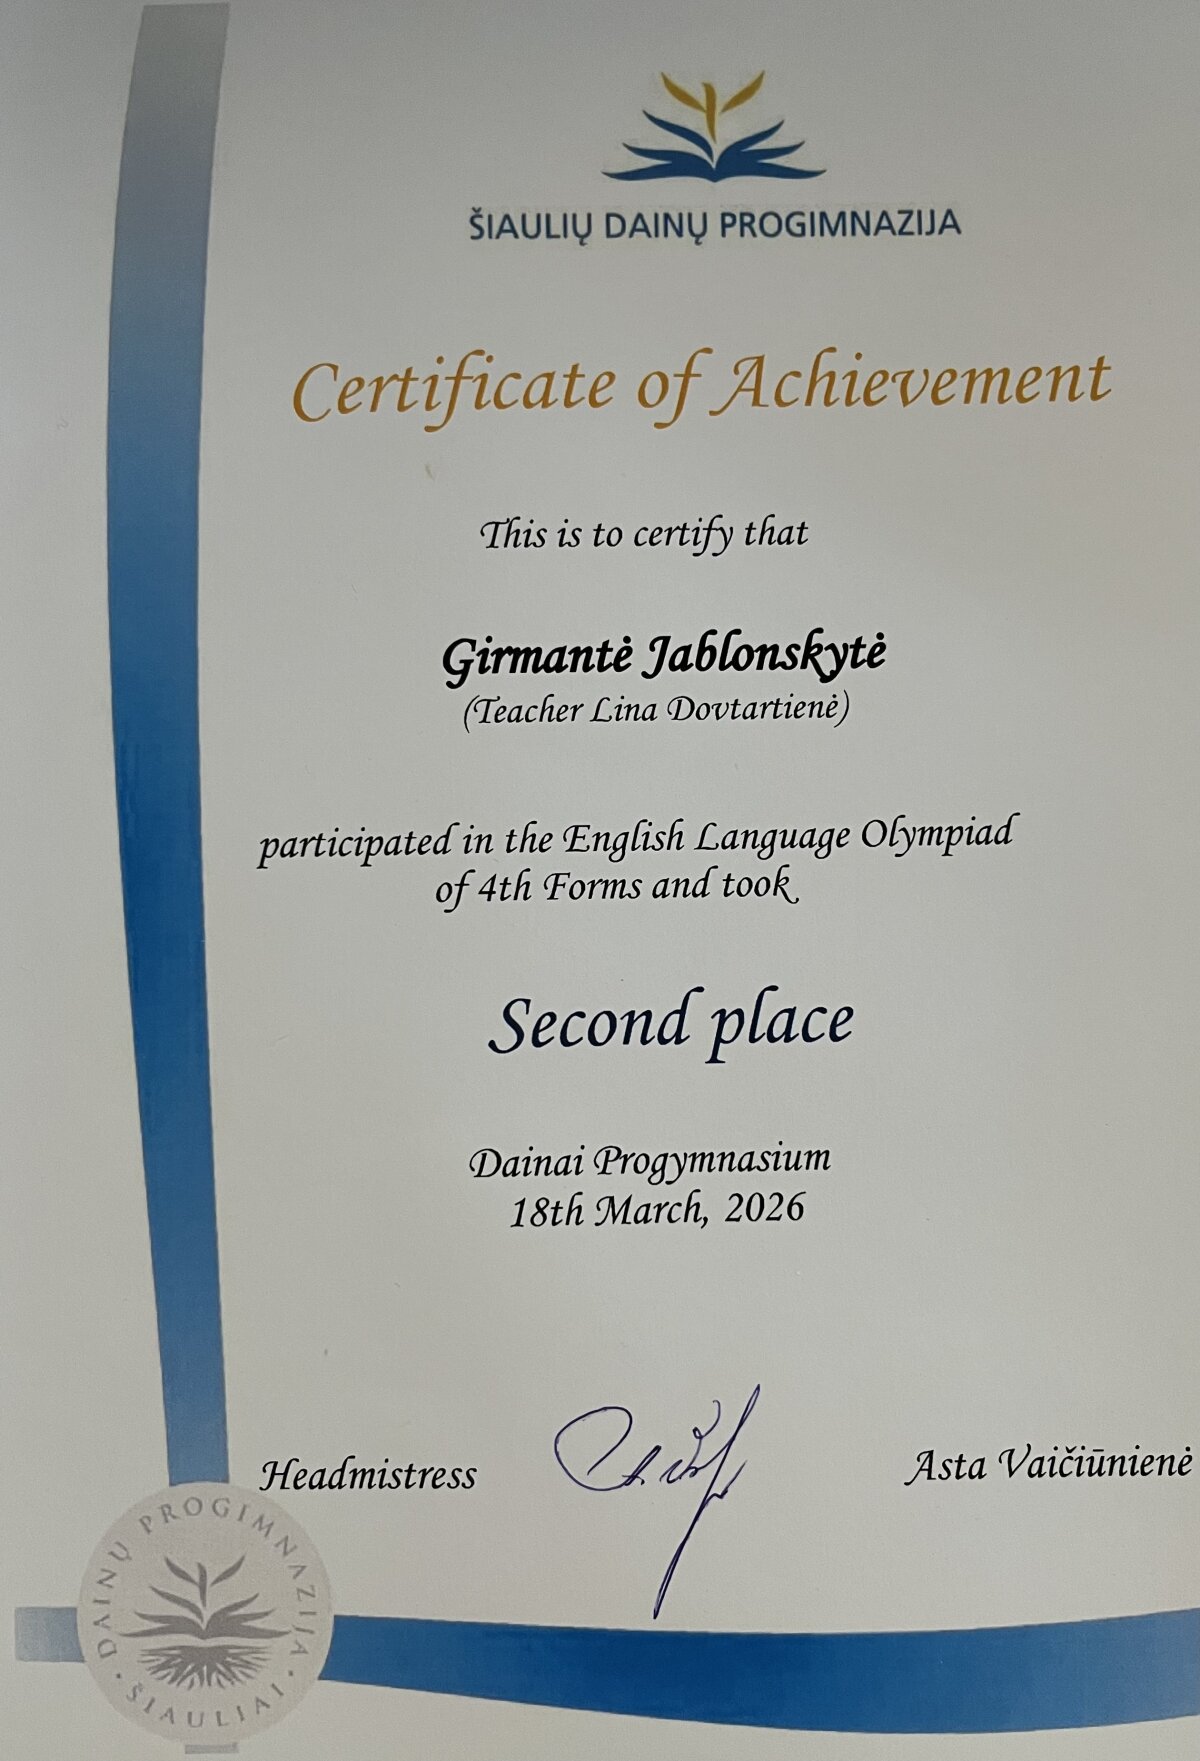 ŠIAULIŲ DAINŲ PROGIMNAZIJA
Certificate of Achievement
This is to certify that
Girmantė Jablonskytė
(Teacher Lina Dovtartienė)
participated in the English Language Olympiad
of 4th Forms and took
Second place
Dainai Progymnasium
18th March, 2026
Headmistress
Asta Vaičiūnienė
DAINŲ PROGIMNAZIJA
• ŠIAULIAI •